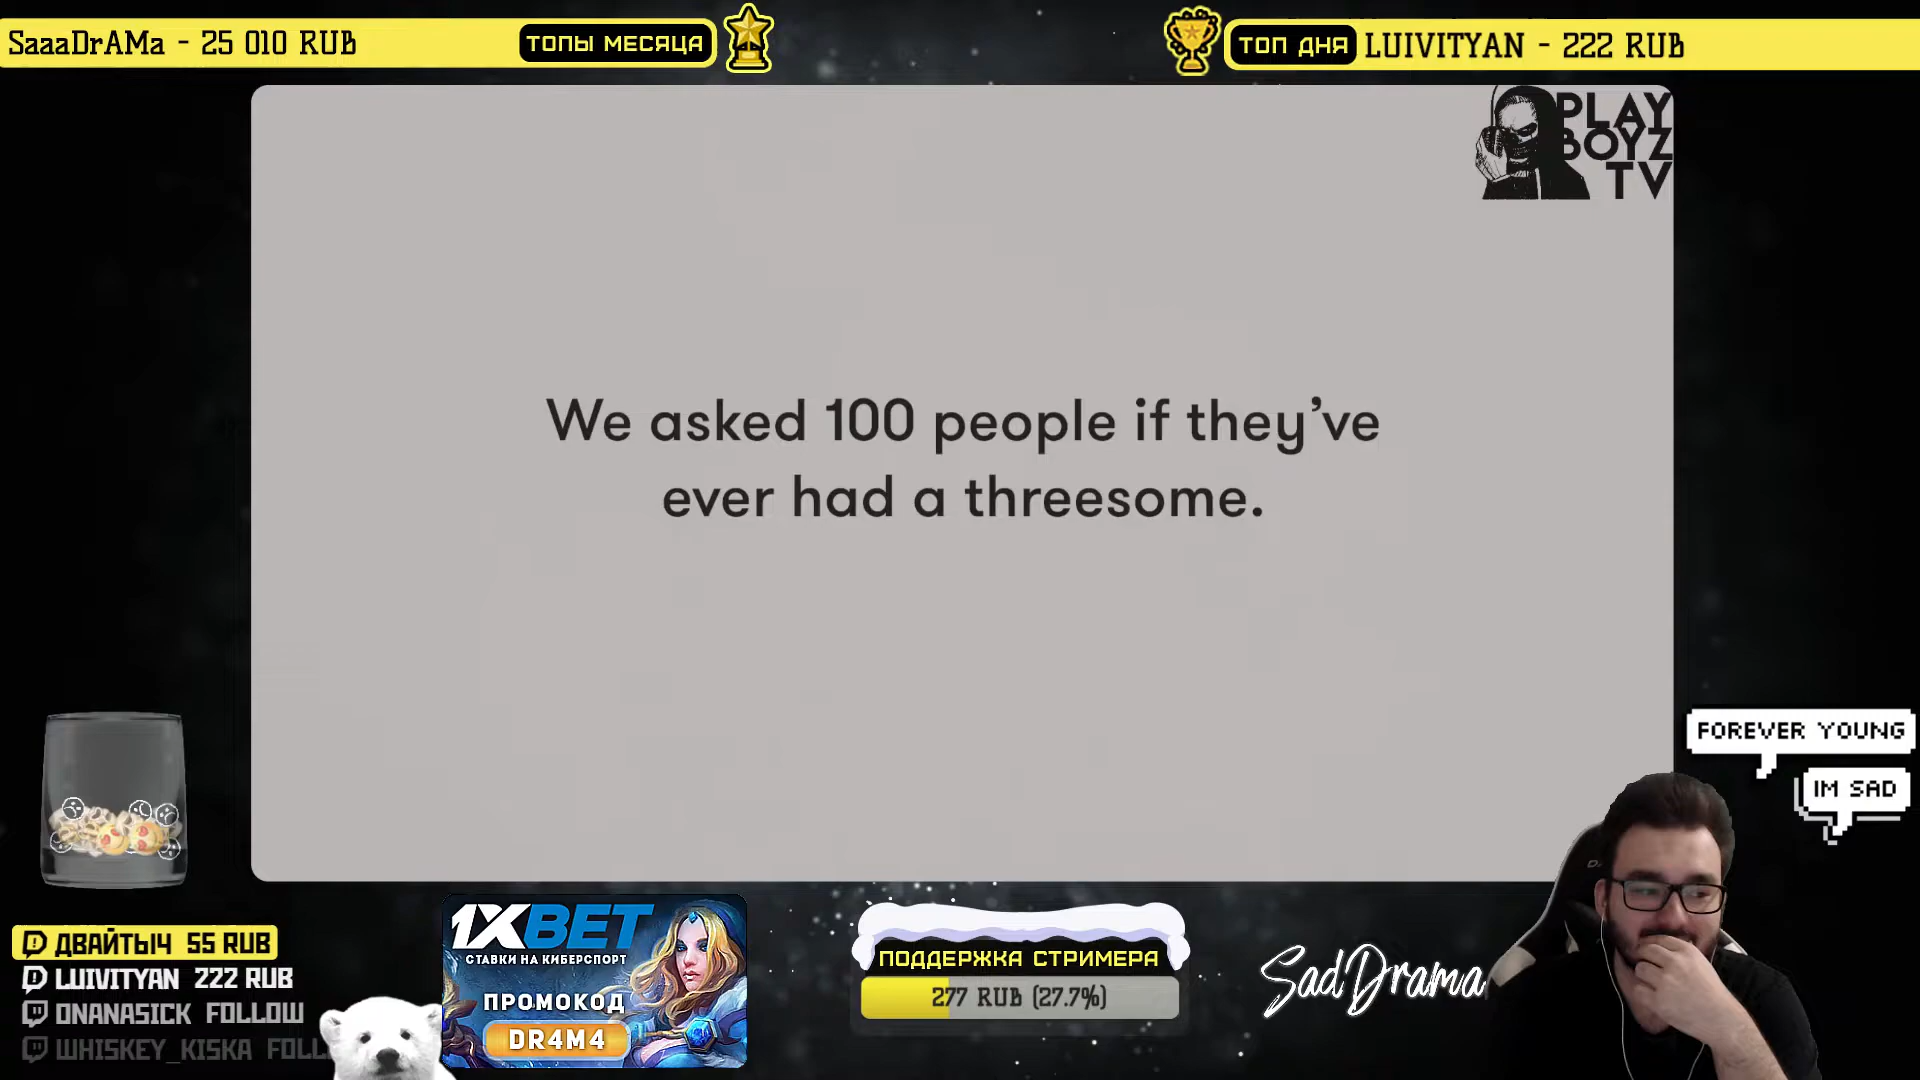 SaaaDrAMa - 25 010 RUB
ТОПЫ МЕСЯЦА
ТОП ДНЯ
LUIVITYAN - 222 RUB
PLAY
BOYZ
TV
We asked 100 people if they’ve
ever had a threesome.
FOREVER YOUNG
IM SAD
ДВАЙТЫЧ 55 RUB
LUIVITYAN 222 RUB
ONANASICK FOLLOW
WHISKEY_KISKA FOLL
1XBET
СТАВКИ НА КИБЕРСПОРТ
ПРОМОКОД
DR4M4
ПОДДЕРЖКА СТРИМЕРА
277 RUB (27.7%)
SadDrama